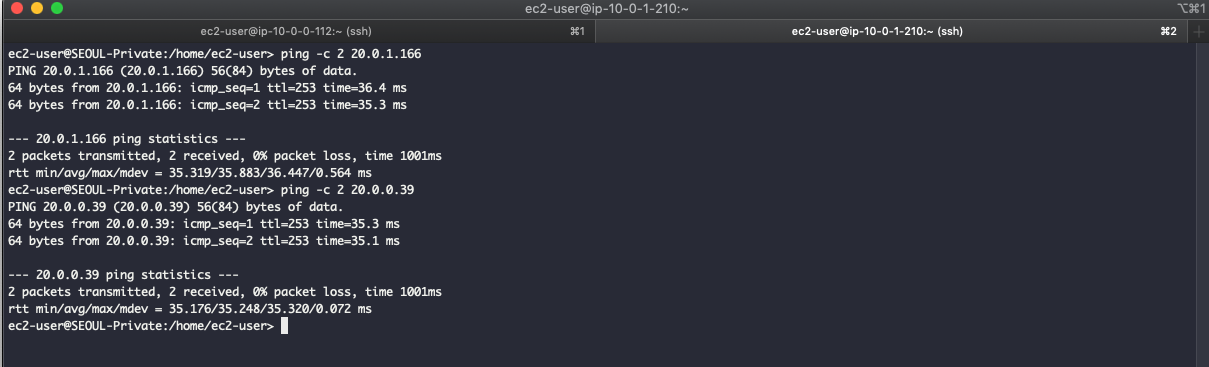 ec2-user@ip-10-0-1-210:~
⌥⌘1
ec2-user@ip-10-0-0-112:~ (ssh)
⌘1
ec2-user@ip-10-0-1-210:~ (ssh)
⌘2
ec2-user@SEOUL-Private:/home/ec2-user> ping -c 2 20.0.1.166
PING 20.0.1.166 (20.0.1.166) 56(84) bytes of data.
64 bytes from 20.0.1.166: icmp_seq=1 ttl=253 time=36.4 ms
64 bytes from 20.0.1.166: icmp_seq=2 ttl=253 time=35.3 ms
--- 20.0.1.166 ping statistics ---
2 packets transmitted, 2 received, 0% packet loss, time 1001ms
rtt min/avg/max/mdev = 35.319/35.883/36.447/0.564 ms
ec2-user@SEOUL-Private:/home/ec2-user> ping -c 2 20.0.0.39
PING 20.0.0.39 (20.0.0.39) 56(84) bytes of data.
64 bytes from 20.0.0.39: icmp_seq=1 ttl=253 time=35.3 ms
64 bytes from 20.0.0.39: icmp_seq=2 ttl=253 time=35.1 ms
--- 20.0.0.39 ping statistics ---
2 packets transmitted, 2 received, 0% packet loss, time 1001ms
rtt min/avg/max/mdev = 35.176/35.248/35.320/0.072 ms
ec2-user@SEOUL-Private:/home/ec2-user>